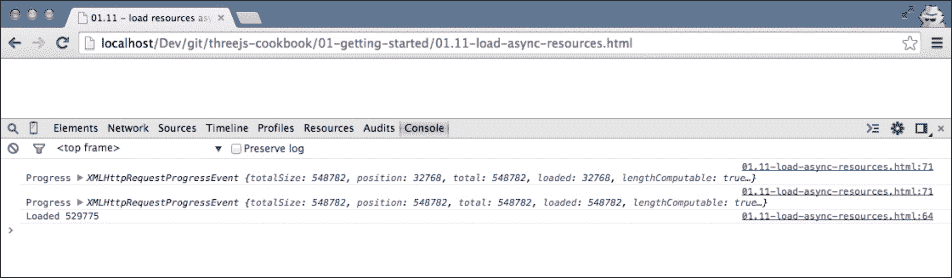 01.11 - load resources asy
localhost/Dev/git/threejs-cookbook/01-getting-started/01.11-load-async-resources.html
Elements Network Sources Timeline Profiles Resources Audits Console
<top frame> Preserve log
01.11-load-async-resources.html:71
Progress XMLHttpRequestProgressEvent {totalSize: 548782, position: 32768, total: 548782, loaded: 32768, lengthComputable: true…}
01.11-load-async-resources.html:71
Progress XMLHttpRequestProgressEvent {totalSize: 548782, position: 548782, total: 548782, loaded: 548782, lengthComputable: true…}
Loaded 529775 01.11-load-async-resources.html:64